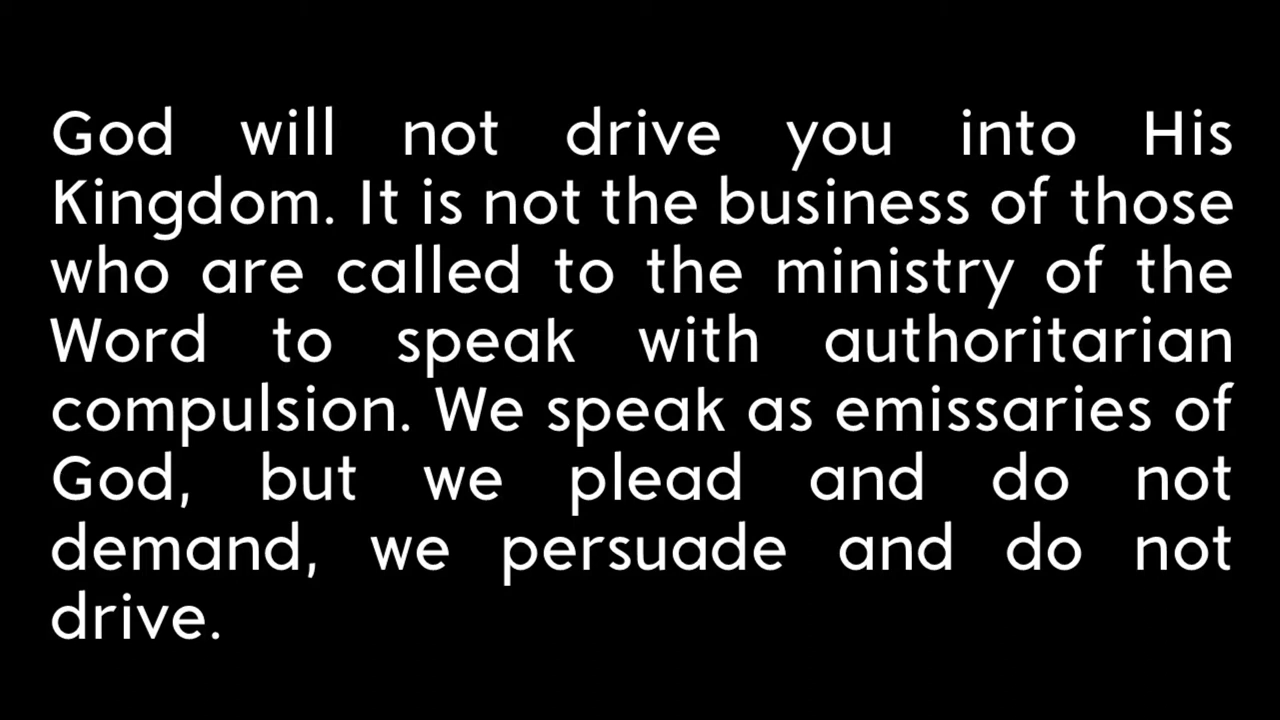 God will not drive you into His
Kingdom. It is not the business of those
who are called to the ministry of the
Word to speak with authoritarian
compulsion. We speak as emissaries of
God, but we plead and do not
demand, we persuade and do not
drive.